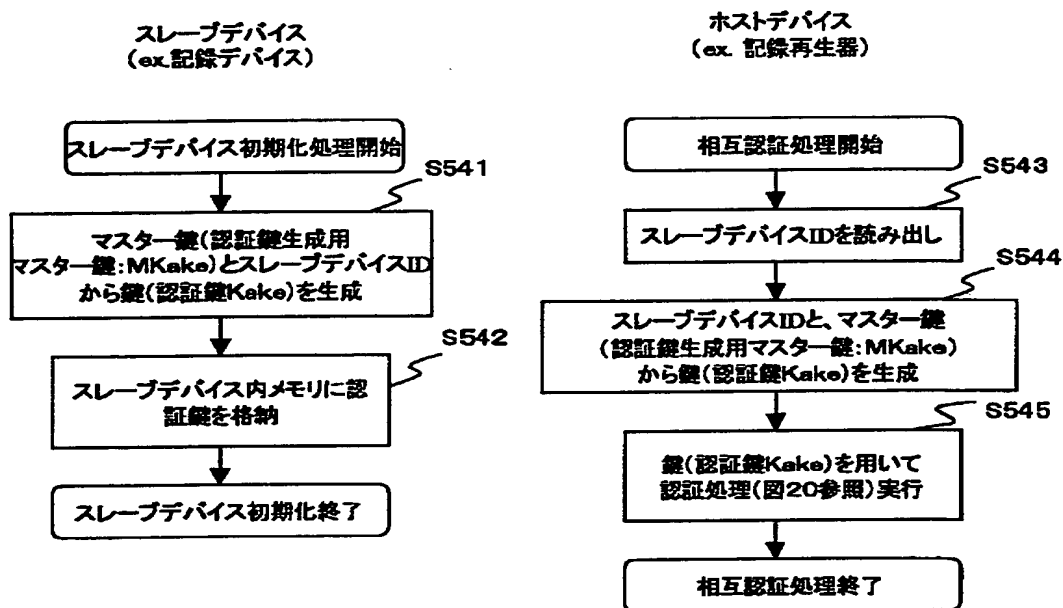 スレーブデバイス
(ex.記録デバイス)
スレーブデバイス初期化処理開始
S541
マスター鍵(認証鍵生成用
マスター鍵:MKake)とスレーブデバイスID
から鍵(認証鍵Kake)を生成
S542
スレーブデバイス内メモリに認
証鍵を格納
スレーブデバイス初期化終了
ホストデバイス
(ex. 記録再生器)
相互認証処理開始
S543
スレーブデバイスIDを読み出し
S544
スレーブデバイスIDと、マスター鍵
(認証鍵生成用マスター鍵:MKake)
から鍵(認証鍵Kake)を生成
S545
鍵(認証鍵Kake)を用いて
認証処理(図20参照)実行
相互認証処理終了